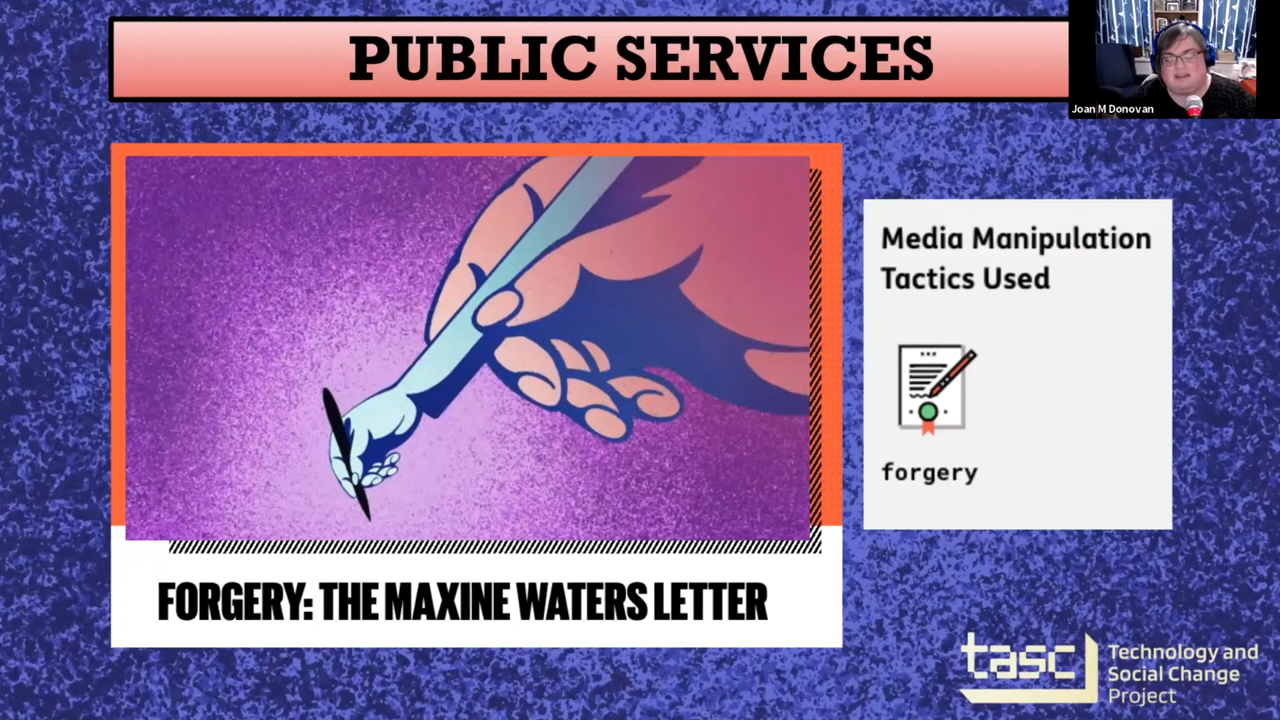 PUBLIC SERVICES
Joan M Donovan
Media Manipulation
Tactics Used
forgery
FORGERY: THE MAXINE WATERS LETTER
tasc
Technology and
Social Change
Project